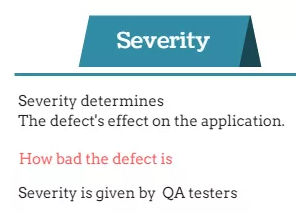 Severity
Severity determines
The defect's effect on the application.
How bad the defect is
Severity is given by QA testers